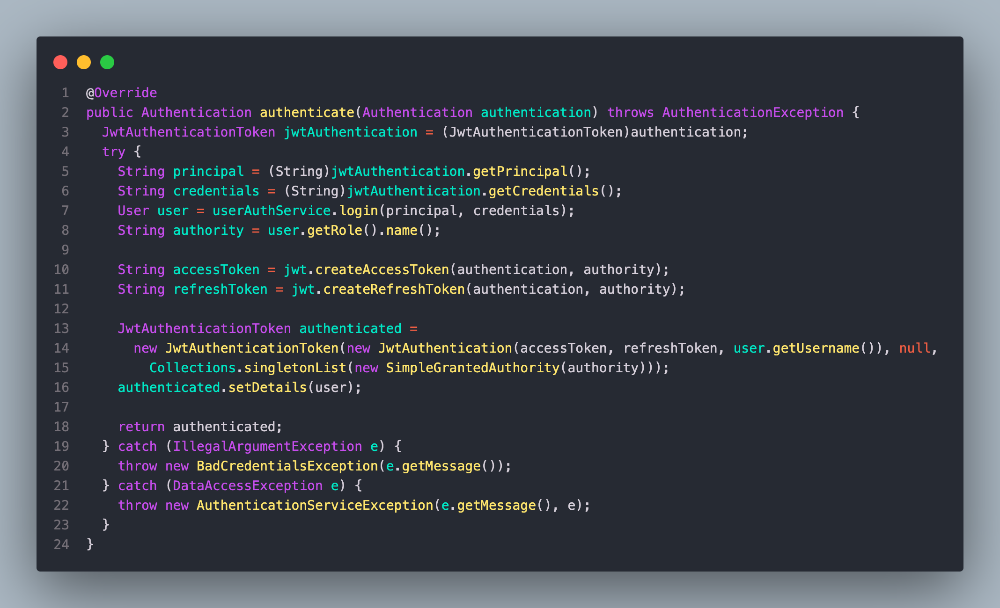 1 @Override
2 public Authentication authenticate(Authentication authentication) throws AuthenticationException {
3   JwtAuthenticationToken jwtAuthentication = (JwtAuthenticationToken)authentication;
4   try {
5     String principal = (String)jwtAuthentication.getPrincipal();
6     String credentials = (String)jwtAuthentication.getCredentials();
7     User user = userAuthService.login(principal, credentials);
8     String authority = user.getRole().name();
9
10     String accessToken = jwt.createAccessToken(authentication, authority);
11     String refreshToken = jwt.createRefreshToken(authentication, authority);
12
13     JwtAuthenticationToken authenticated =
14       new JwtAuthenticationToken(new JwtAuthentication(accessToken, refreshToken, user.getUsername()), null,
15         Collections.singletonList(new SimpleGrantedAuthority(authority)));
16     authenticated.setDetails(user);
17
18     return authenticated;
19   } catch (IllegalArgumentException e) {
20     throw new BadCredentialsException(e.getMessage());
21   } catch (DataAccessException e) {
22     throw new AuthenticationServiceException(e.getMessage(), e);
23   }
24 }